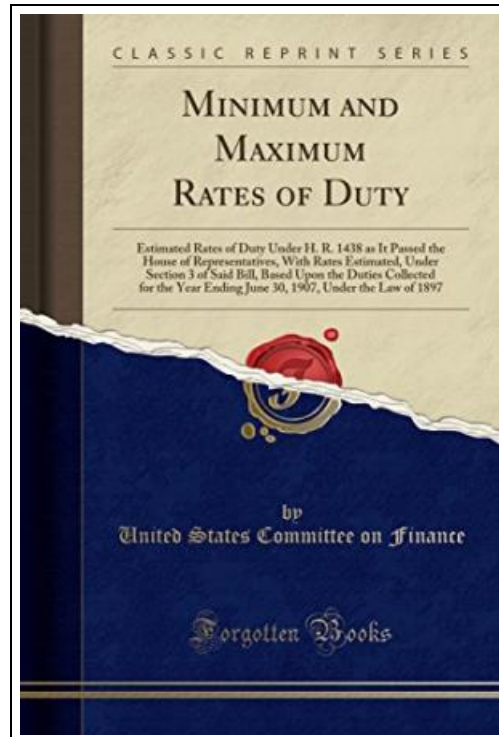 CLASSIC REPRINT SERIES
MINIMUM AND
MAXIMUM
RATES OF DUTY
Estimated Rates of Duty Under H. R. 1438 as It Passed the
House of Representatives, With Rates Estimated, Under
Section 3 of Said Bill, Based Upon the Duties Collected
for the Year Ending June 30, 1907, Under the Law of 1897
by
United States Committee on Finance
Forgotten Books